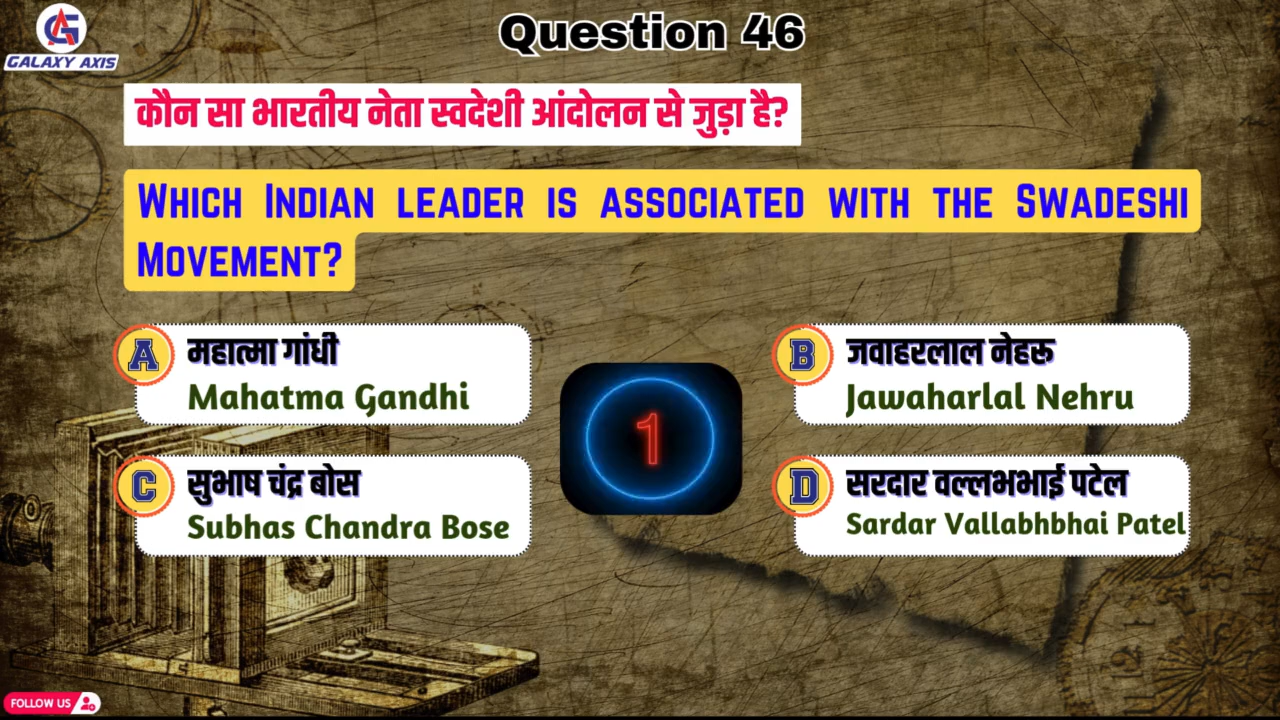 GALAXY AXIS
Question 46
कौन सा भारतीय नेता स्वदेशी आंदोलन से जुड़ा है?
WHICH INDIAN LEADER IS ASSOCIATED WITH THE SWADESHI
MOVEMENT?
A
महात्मा गांधी
Mahatma Gandhi
B
जवाहरलाल नेहरू
Jawaharlal Nehru
1
C
सुभाष चंद्र बोस
Subhas Chandra Bose
D
सरदार वल्लभभाई पटेल
Sardar Vallabhbhai Patel
FOLLOW US